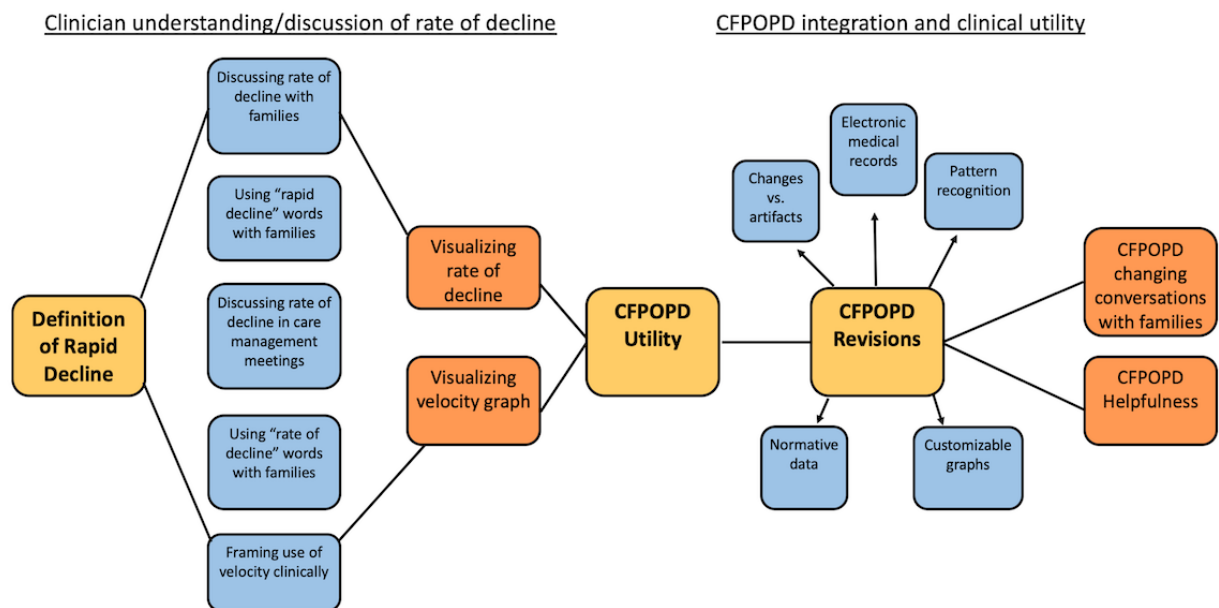 Clinician understanding/discussion of rate of decline
CFPOPD integration and clinical utility
Discussing rate of
decline with
families
Using “rapid
decline” words
with families
Discussing rate of
decline in care
management
meetings
Using “rate of
decline” words
with families
Framing use of
velocity clinically
Definition
of Rapid
Decline
Visualizing
rate of
decline
Visualizing
velocity graph
CFPOPD
Utility
Changes
vs.
artifacts
Electronic
medical
records
Pattern
recognition
CFPOPD
Revisions
Normative
data
Customizable
graphs
CFPOPD
changing
conversations
with families
CFPOPD
Helpfulness